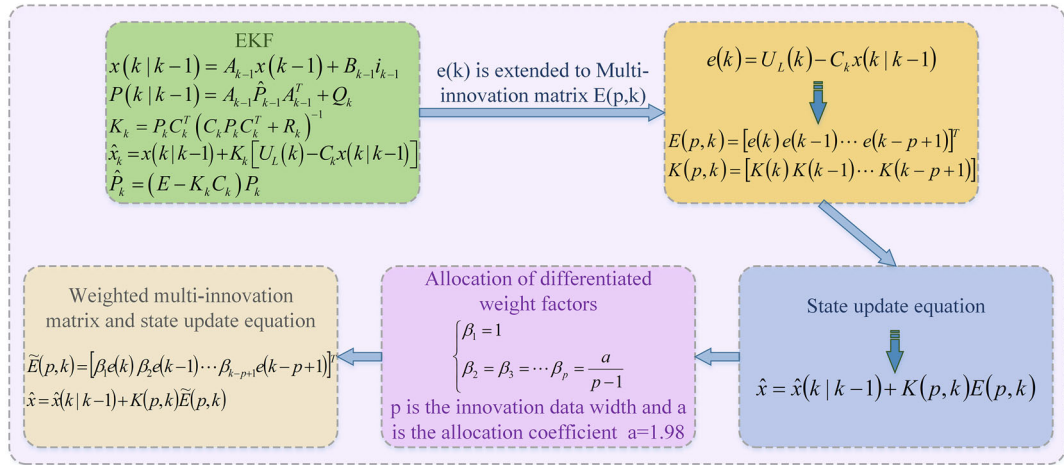 EKF
x(k|k−1) = A_{k−1}x(k−1) + B_{k−1}i_{k−1}
P(k|k−1) = A_{k−1}P̂_{k−1}A_{k−1}^T + Q_k
K_k = P_kC_k^T(C_kP_kC_k^T + R_k)^{−1}
x̂_k = x(k|k−1) + K_k[U_L(k) − C_kx(k|k−1)]
P̂_k = (E − K_kC_k)P_k
e(k) is extended to Multi-
innovation matrix E(p,k)
e(k) = U_L(k) − C_kx(k|k−1)
E(p,k) = [e(k) e(k−1) ⋯ e(k−p+1)]^T
K(p,k) = [K(k) K(k−1) ⋯ K(k−p+1)]
State update equation
x̂ = x̂(k|k−1) + K(p,k)E(p,k)
Allocation of differentiated
weight factors
{β_1 = 1
β_2 = β_3 = ⋯ β_p = a/(p−1)
p is the innovation data width and a
is the allocation coefficient a=1.98
Weighted multi-innovation
matrix and state update equation
Ẽ(p,k) = [β_1e(k) β_2e(k−1) ⋯ β_{k−p+1}e(k−p+1)]^T
x̂ = x̂(k|k−1) + K(p,k)Ẽ(p,k)